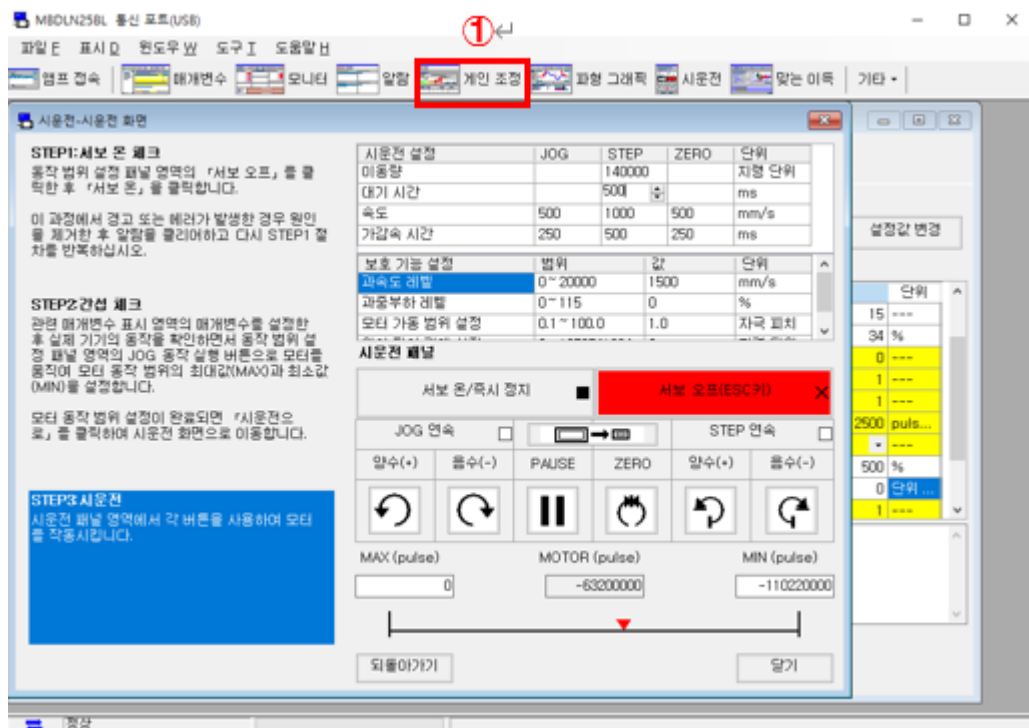 MBDLN25BL 통신 포트(USB)
①
파일 F 표시 D 윈도우 W 도구 T 도움말 H
앰프 접속 매개변수 모니터 알람 게인 조정 파형 그래픽 시운전 맞는 이득 기타
시운전-시운전 화면
STEP1:서보 온 체크
동작 범위 설정 패널 영역의 「서보 오프」를 클
릭한 후 「서보 온」을 클릭합니다.
이 과정에서 경고 또는 에러가 발생한 경우 원인
을 제거한 후 알람을 클리어하고 다시 STEP1 절
차를 반복하십시오.
STEP2:간섭 체크
관련 매개변수 표시 영역의 매개변수를 설정한
후 실제 기기의 동작을 확인하면서 동작 범위 설
정 패널 영역의 JOG 동작 실행 버튼으로 모터를
움직여 모터 동작 범위의 최대값(MAX)과 최소값
(MIN)을 설정합니다.
모터 동작 범위 설정이 완료되면 「시운전으
로」를 클릭하여 시운전 화면으로 이동합니다.
STEP3:시운전
시운전 패널 영역에서 각 버튼을 사용하여 모터
를 작동시킵니다.
시운전 설정 JOG STEP ZERO 단위
이동량 140000 지령 단위
대기 시간 500 ms
속도 500 1000 500 mm/s
가감속 시간 250 500 250 ms
보호 기능 설정 범위 값 단위
과속도 레벨 0~20000 1500 mm/s
과중부하 레벨 0~115 0 %
모터 가동 범위 설정 0.1~100.0 1.0 자극 피치
시운전 패널
서보 온/즉시 정지 서보 오프(ESC키)
JOG 연속 STEP 연속
양수(+) 음수(-) PAUSE ZERO 양수(+) 음수(-)
MAX (pulse) MOTOR (pulse) MIN (pulse)
0 -63200000 -110220000
되돌아가기 닫기
설정값 변경
단위
15 ---
34 %
0 ---
1 ---
1 ---
2500 puls...
---
500 %
0 단위 ...
1 ---
정상